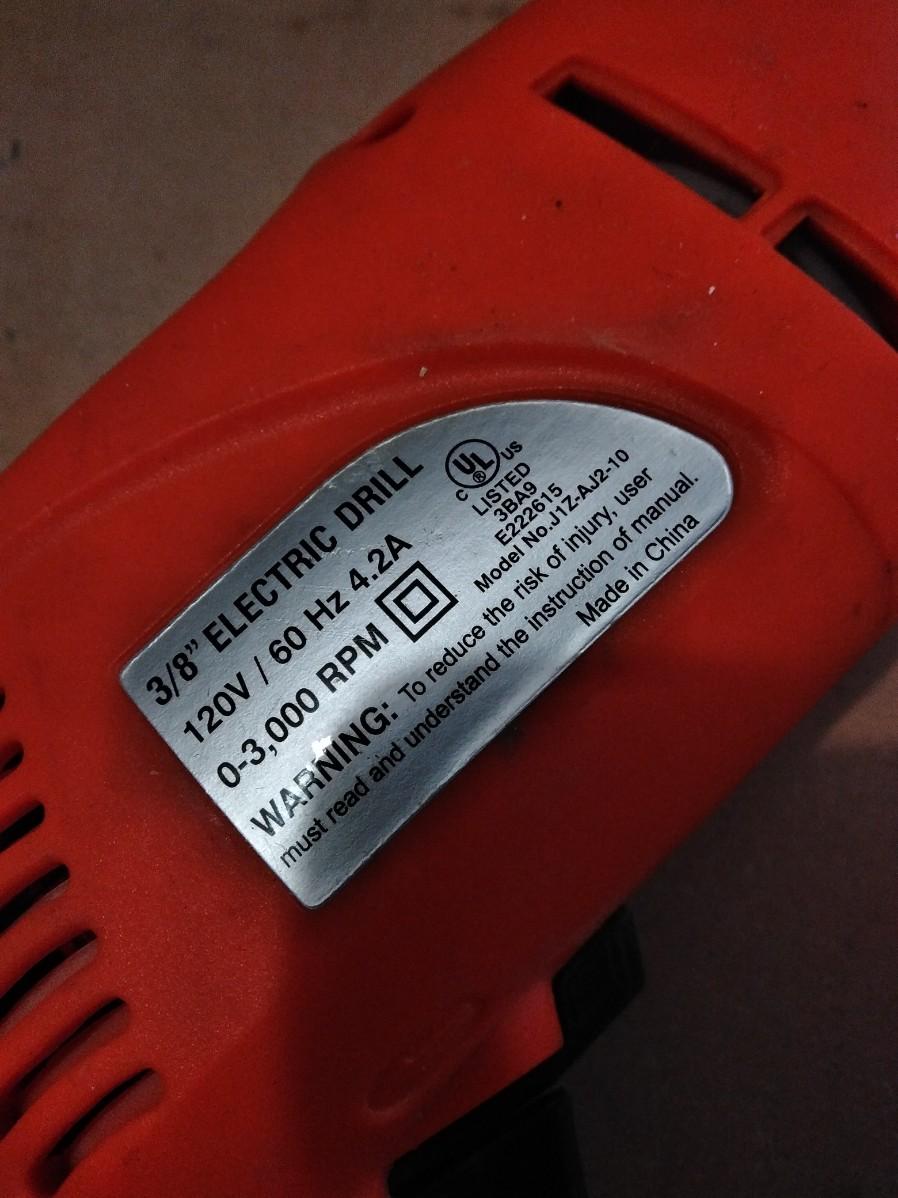 3/8” ELECTRIC DRILL
120V / 60 Hz 4.2A
0-3,000 RPM
C UL ® US
LISTED
3BA9
E222615
Model No.J1Z-AJ2-10
WARNING: To reduce the risk of injury, user
must read and understand the instruction of manual.
Made in China